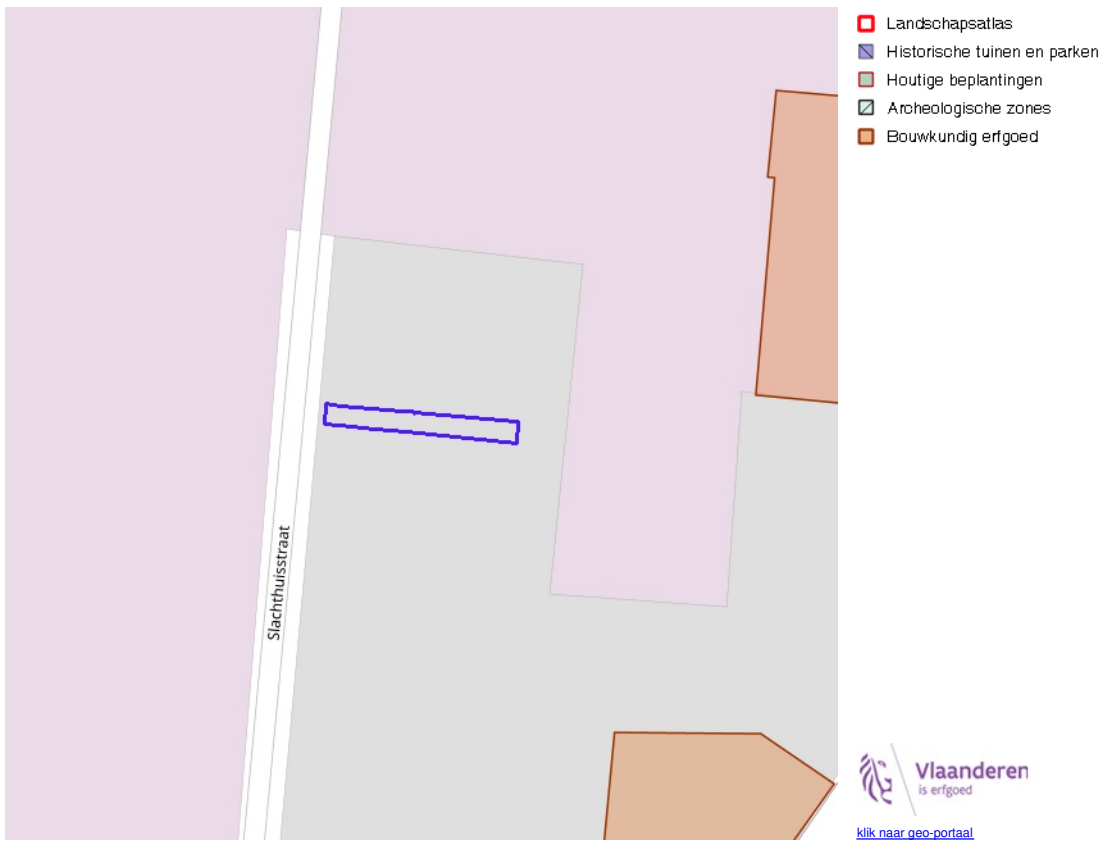 Landschapsatlas
Historische tuinen en parken
Houtige beplantingen
Archeologische zones
Bouwkundig erfgoed
Slachthuisstraat
Vlaanderen
is erfgoed
klik naar geo-portaal